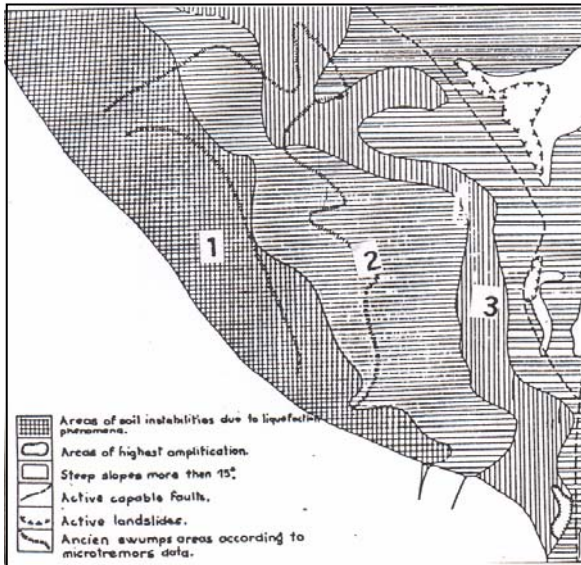 1
2
3
Areas of soil instabilities due to liquefaction
phenomena.
Areas of highest amplification.
Steep slopes more then 15°.
Active capable faults.
Active landslides.
Ancien swumps areas according to
microtremors data.